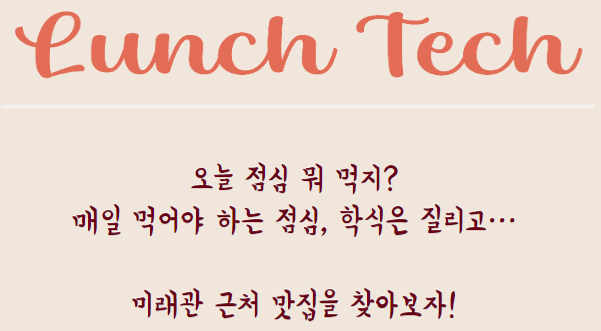 Lunch Tech
오늘 점심 뭐 먹지?
매일 먹어야 하는 점심, 학식은 질리고…
미래관 근처 맛집을 찾아보자!